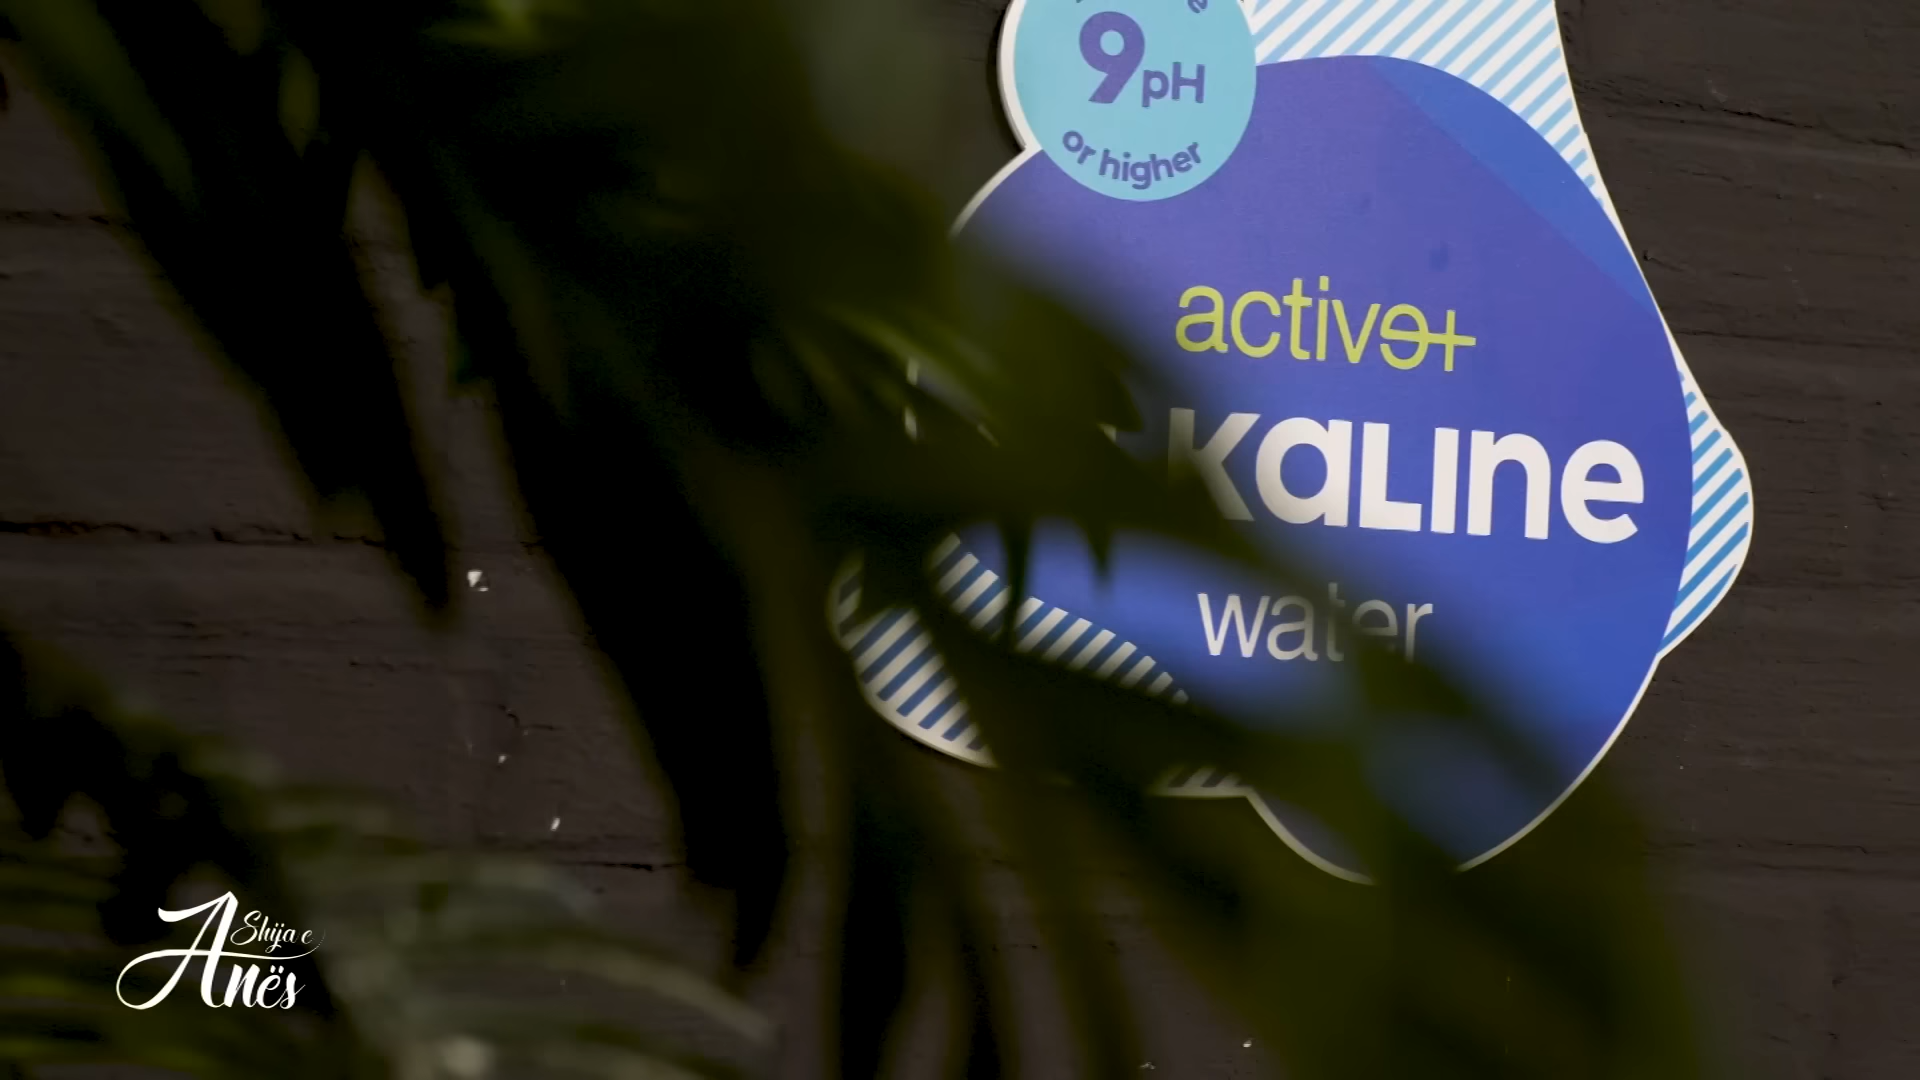 9pH
or higher
active+
kaline
water
Shija e
Anës